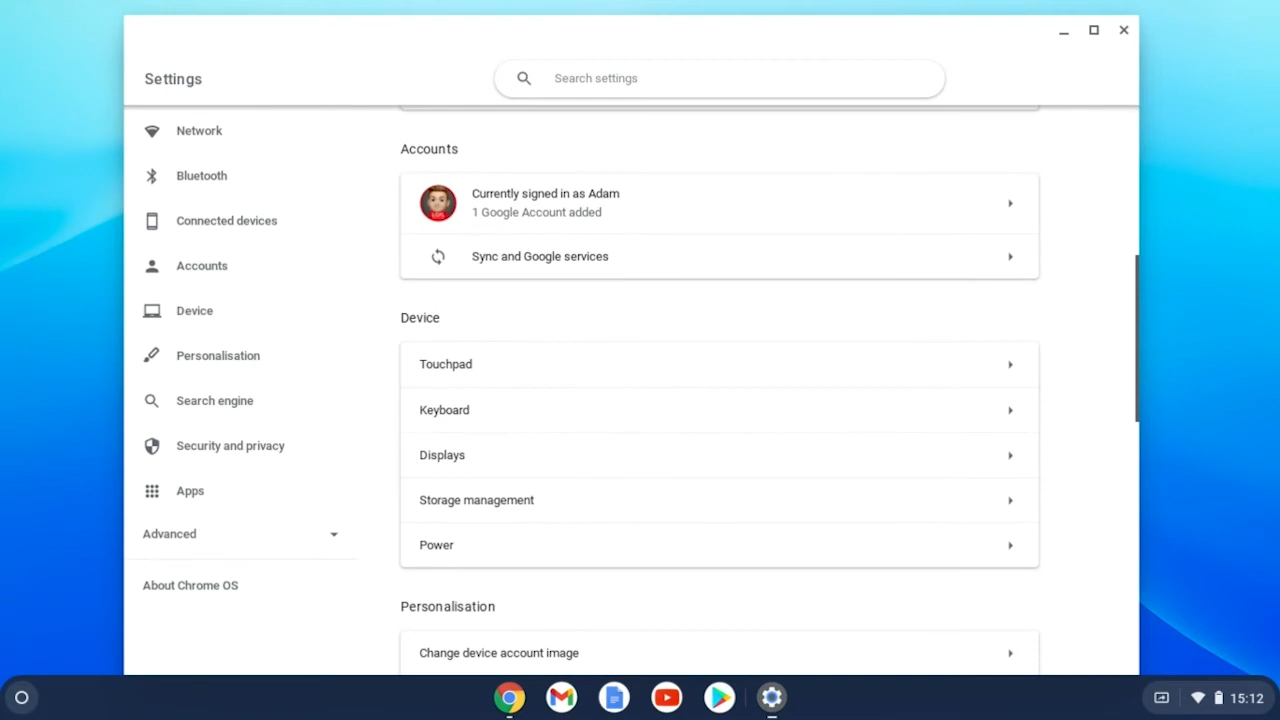 Settings
Search settings
Network
Bluetooth
Connected devices
Accounts
Device
Personalisation
Search engine
Security and privacy
Apps
Advanced
About Chrome OS
Accounts
Currently signed in as Adam
1 Google Account added
Sync and Google services
Device
Touchpad
Keyboard
Displays
Storage management
Power
Personalisation
Change device account image
15:12